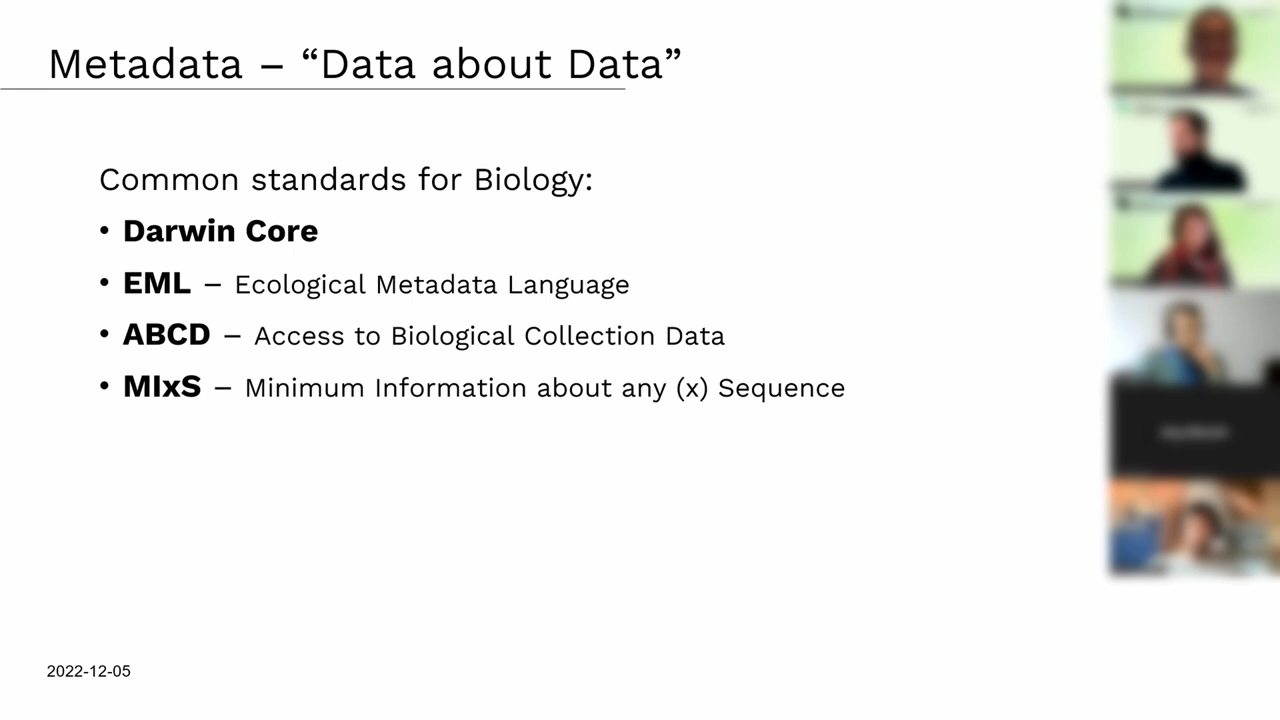 Metadata – “Data about Data”
Common standards for Biology:
• Darwin Core
• EML – Ecological Metadata Language
• ABCD – Access to Biological Collection Data
• MIxS – Minimum Information about any (x) Sequence
2022-12-05